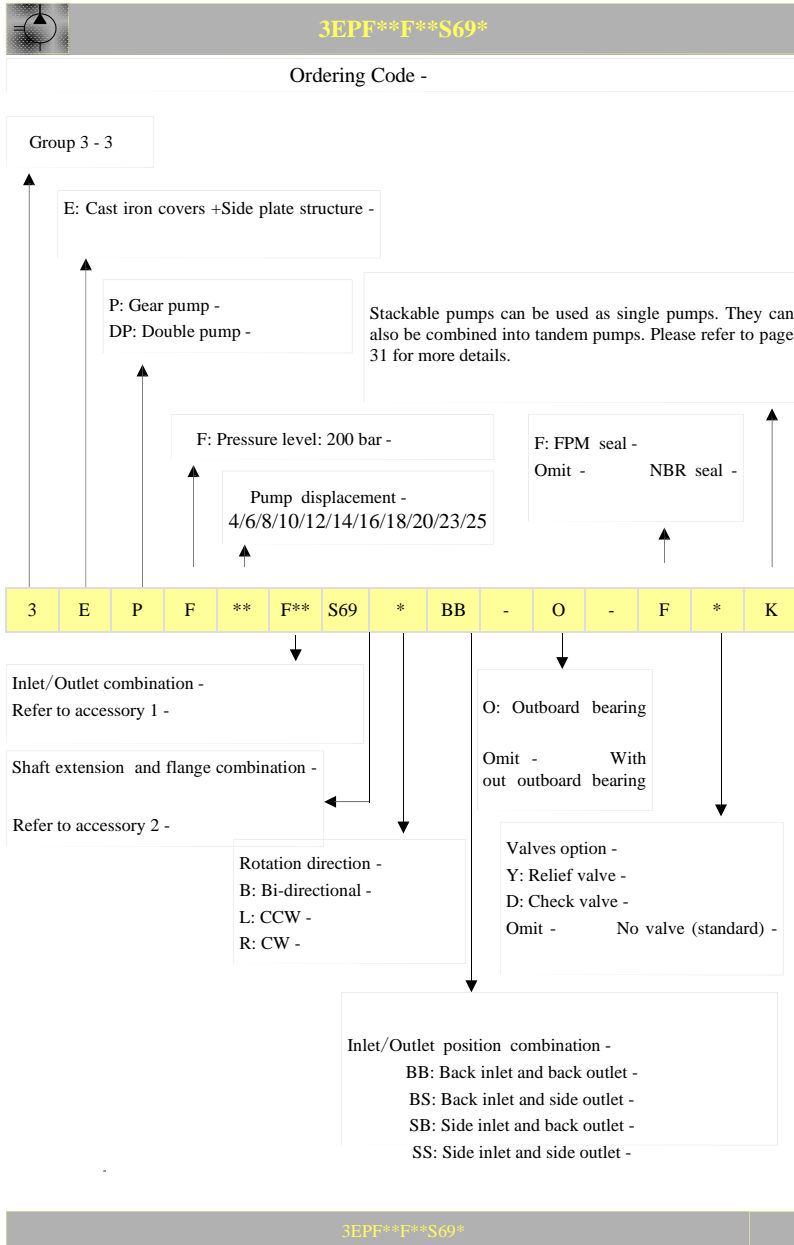 3EPF**F**S69*
Ordering Code -
Group 3 - 3
E: Cast iron covers +Side plate structure -
P: Gear pump -
DP: Double pump -
Stackable pumps can be used as single pumps. They can
also be combined into tandem pumps. Please refer to page
31 for more details.
F: Pressure level: 200 bar -
F: FPM seal -
Omit - NBR seal -
Pump displacement -
4/6/8/10/12/14/16/18/20/23/25
3 E P F ** F** S69 * BB - O - F * K
Inlet/Outlet combination -
Refer to accessory 1 -
O: Outboard bearing
Omit - With
out outboard bearing
Shaft extension and flange combination -
Refer to accessory 2 -
Rotation direction -
B: Bi-directional -
L: CCW -
R: CW -
Valves option -
Y: Relief valve -
D: Check valve -
Omit - No valve (standard) -
Inlet/Outlet position combination -
BB: Back inlet and back outlet -
BS: Back inlet and side outlet -
SB: Side inlet and back outlet -
SS: Side inlet and side outlet -
-
3EPF**F**S69*